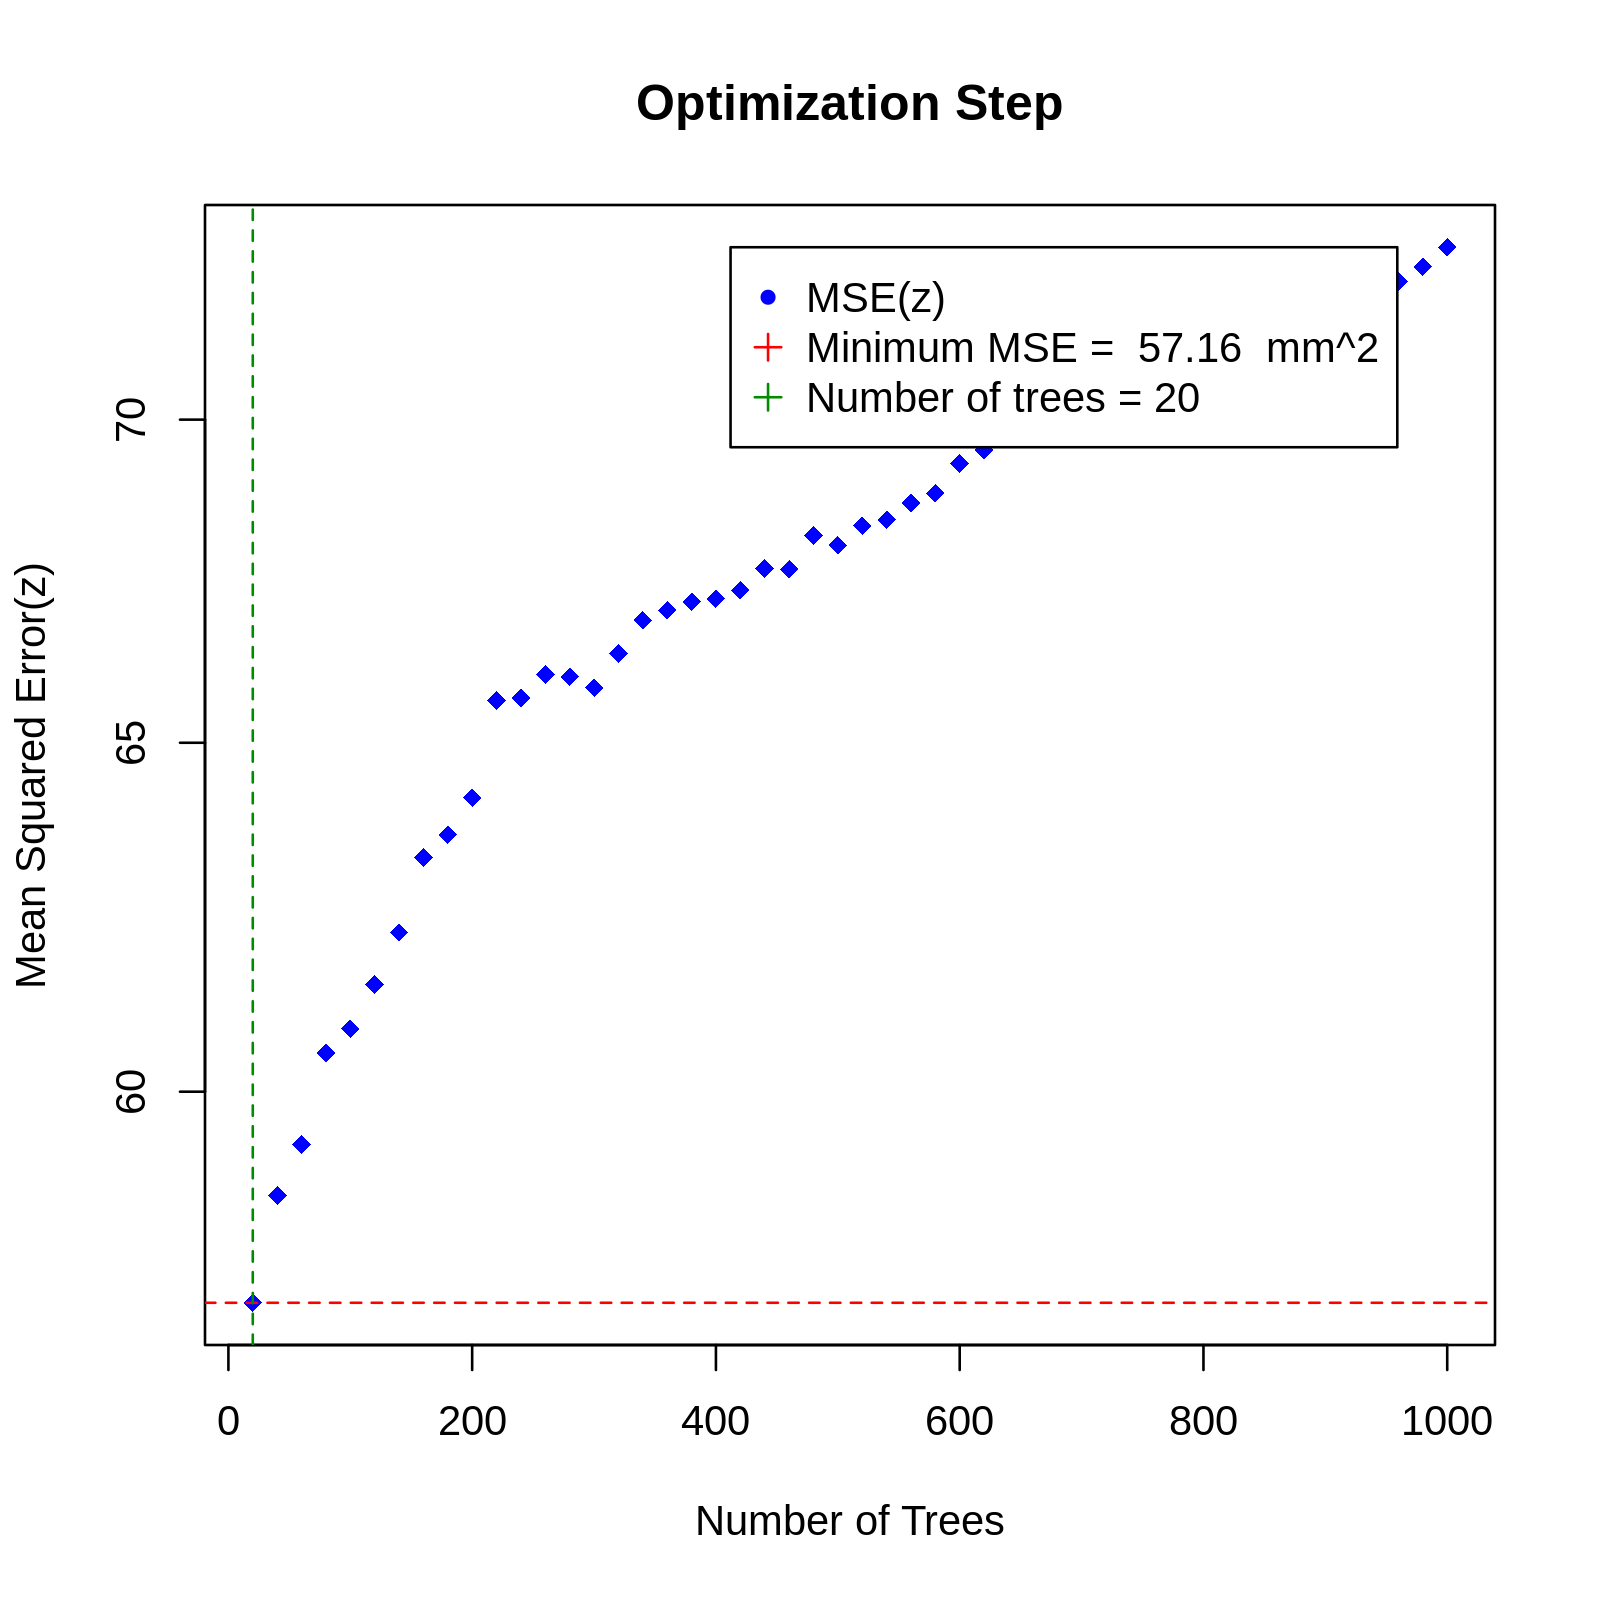 Optimization Step
MSE(z)
Minimum MSE =  57.16  mm^2
Number of trees = 20
Mean Squared Error(z)
70
65
60
0 200 400 600 800 1000
Number of Trees